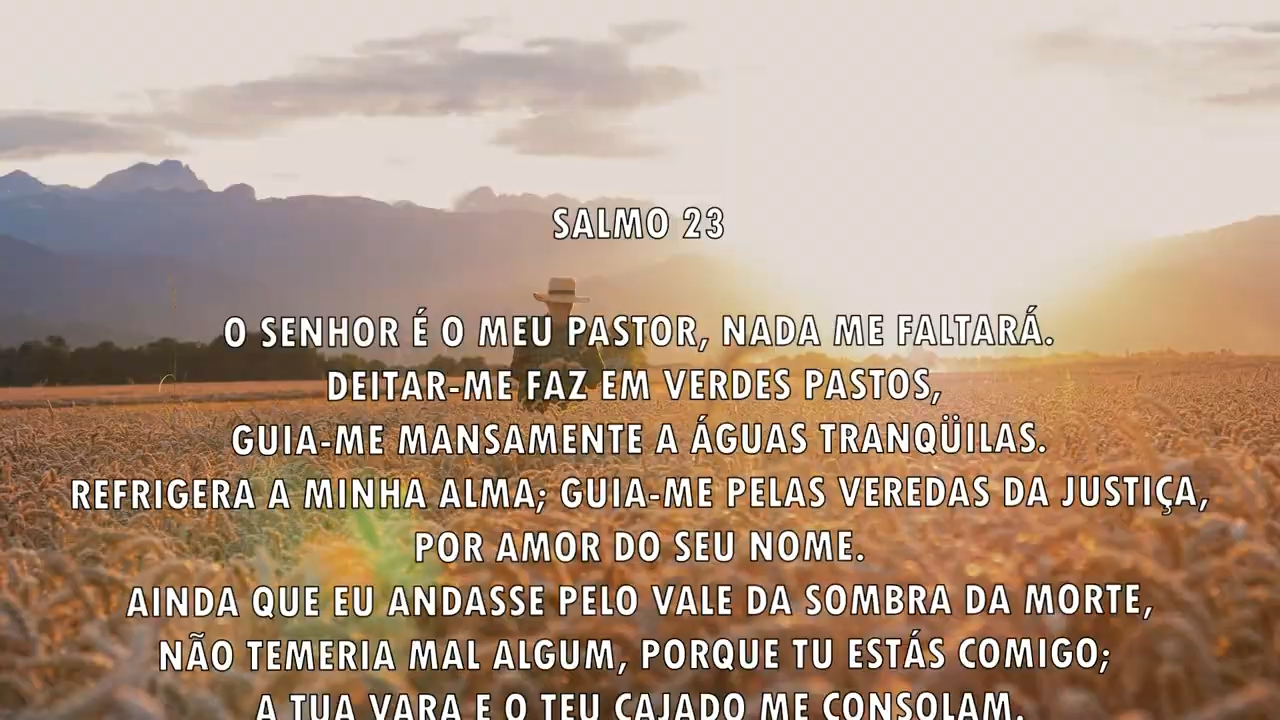 SALMO 23
O SENHOR É O MEU PASTOR, NADA ME FALTARÁ.
DEITAR-ME FAZ EM VERDES PASTOS,
GUIA-ME MANSAMENTE A ÁGUAS TRANQÜILAS.
REFRIGERA A MINHA ALMA; GUIA-ME PELAS VEREDAS DA JUSTIÇA,
POR AMOR DO SEU NOME.
AINDA QUE EU ANDASSE PELO VALE DA SOMBRA DA MORTE,
NÃO TEMERIA MAL ALGUM, PORQUE TU ESTÁS COMIGO;
A TUA VARA E O TEU CAJADO ME CONSOLAM.